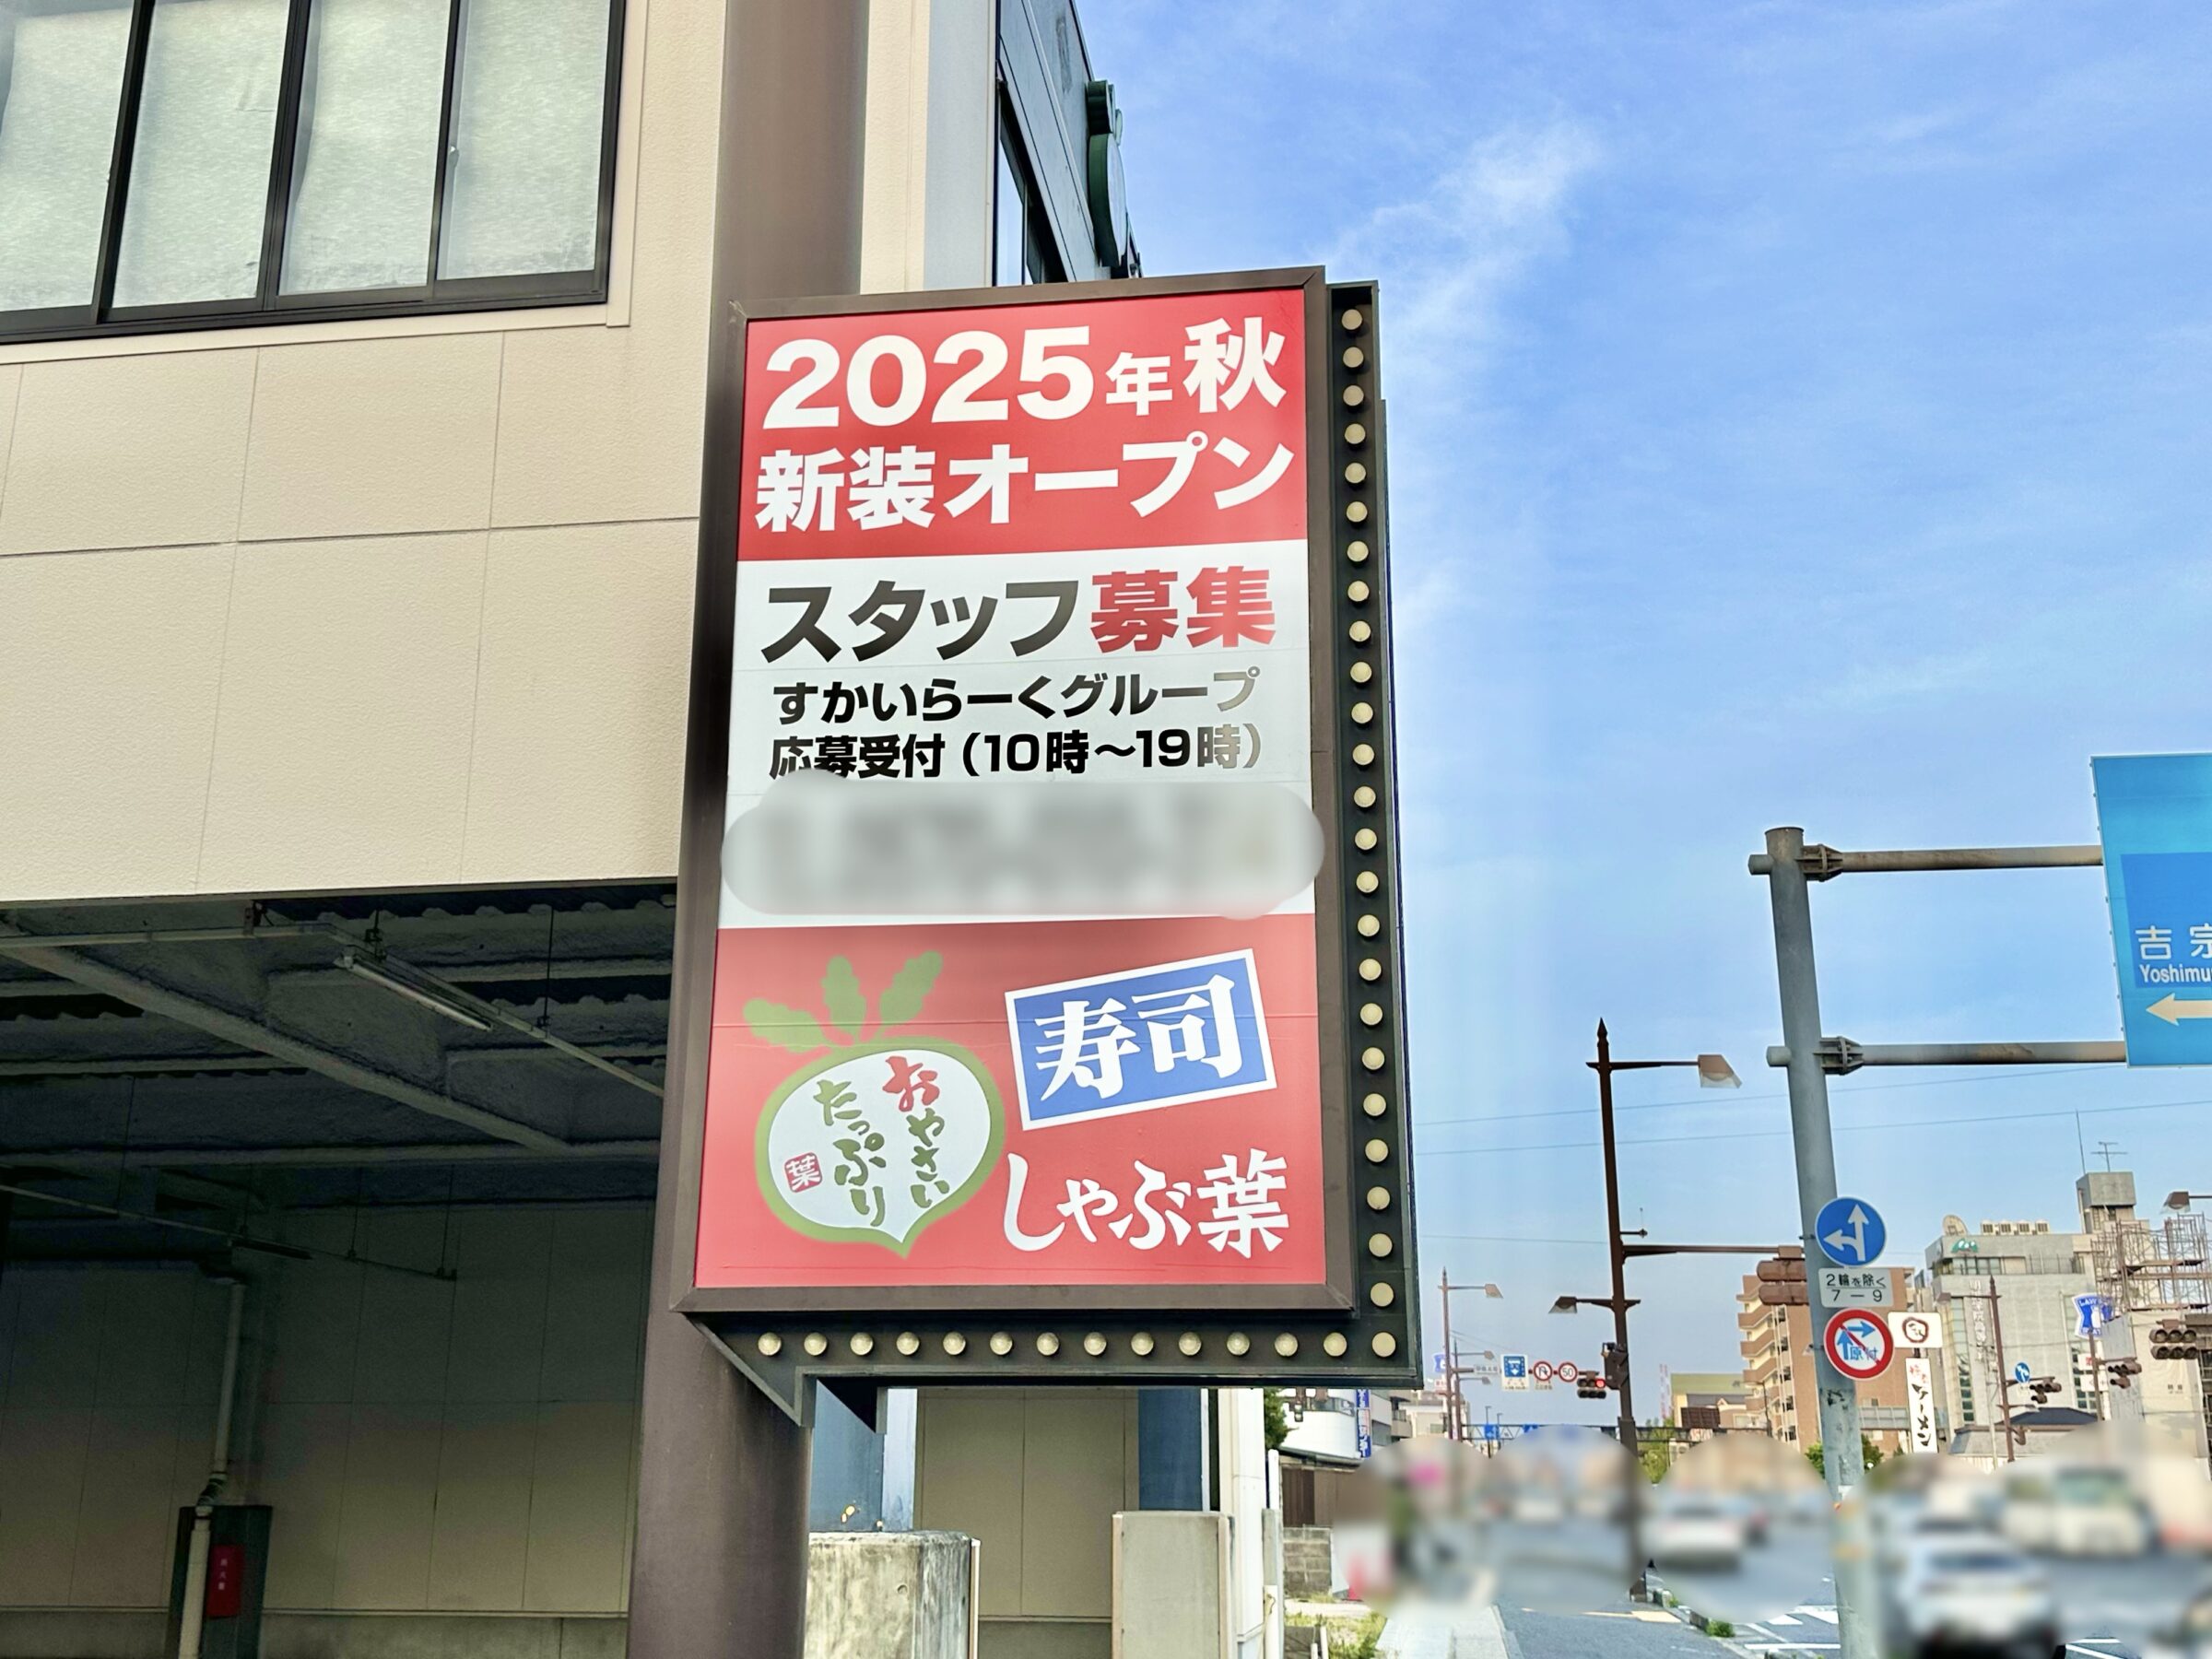 2025年 秋
新装オープン
スタッフ募集
すかいらーくグループ
応募受付（10時～19時）
おやさい
たっぷり
葉
寿司
しゃぶ葉
吉宗
Yoshimu
2輪を除く
7－9
原付
ラーメン
50